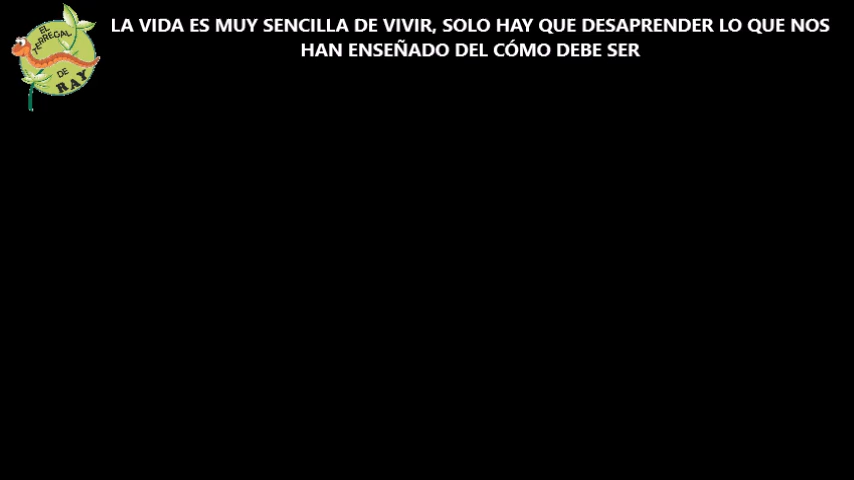 EL
TERREGAL
DE
RAY
LA VIDA ES MUY SENCILLA DE VIVIR, SOLO HAY QUE DESAPRENDER LO QUE NOS
HAN ENSEÑADO DEL CÓMO DEBE SER